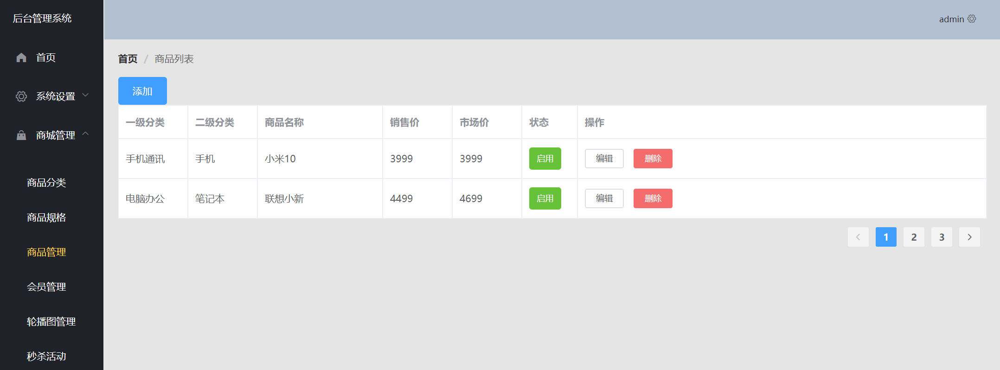 后台管理系统
admin
首页
系统设置
商城管理
商品分类
商品规格
商品管理
会员管理
轮播图管理
秒杀活动
首页 / 商品列表
添加
一级分类 二级分类 商品名称 销售价 市场价 状态 操作
手机通讯 手机 小米10 3999 3999 启用 编辑 删除
电脑办公 笔记本 联想小新 4499 4699 启用 编辑 删除
1 2 3